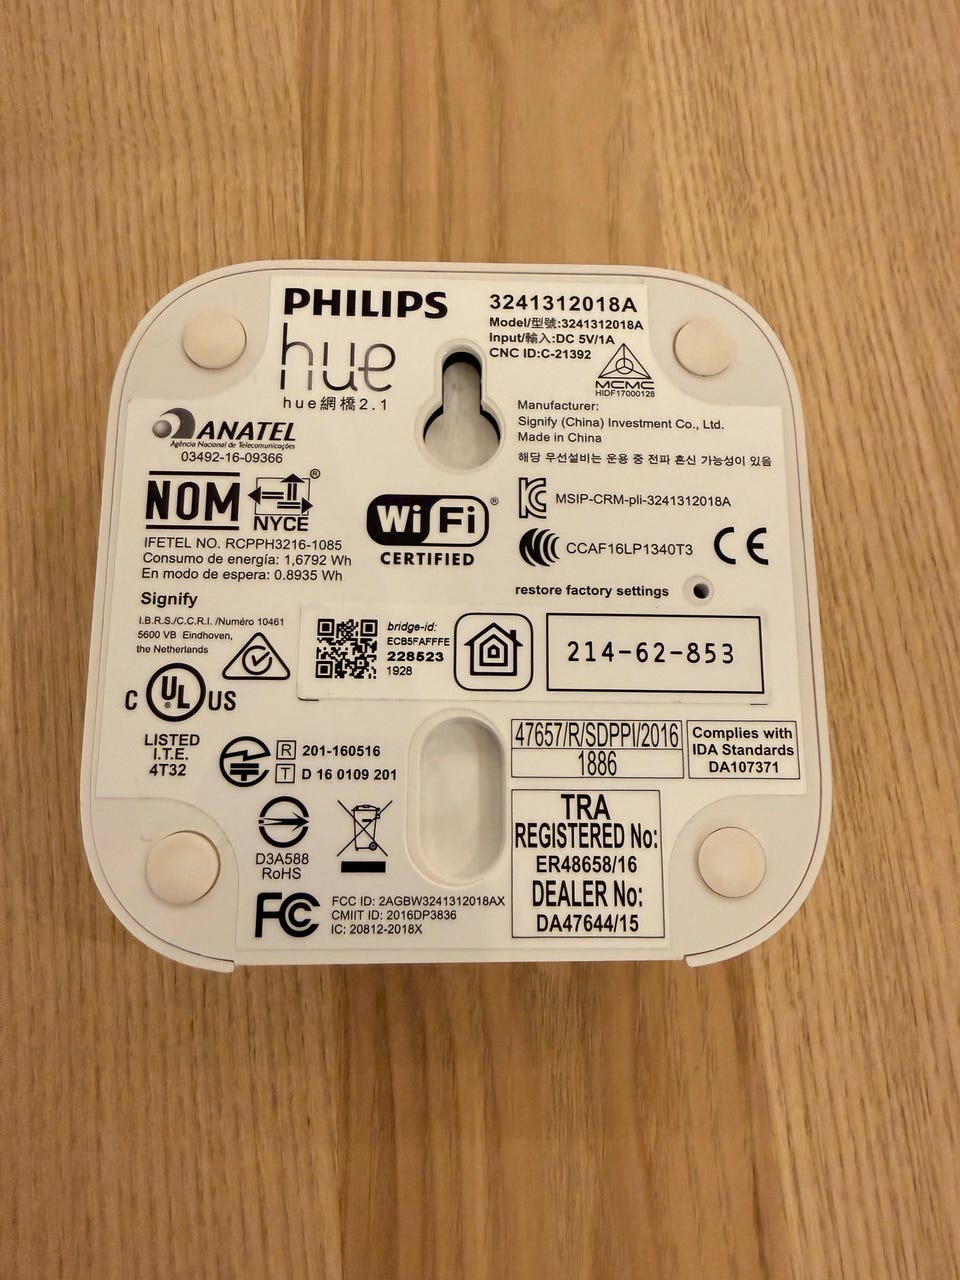 PHILIPS
hue
hue網橋2.1
3241312018A
Model/型號:3241312018A
Input/輸入:DC 5V/1A
CNC ID:C-21392
MCMC
HIDF17000128
Manufacturer:
Signify (China) Investment Co., Ltd.
Made in China
해당 무선설비는 운용 중 전파 혼신 가능성이 있음
ANATEL
Agência Nacional de Telecomunicações
03492-16-09366
NOM
NYCE
®
IFETEL NO. RCPPH3216-1085
Consumo de energía: 1,6792 Wh
En modo de espera: 0.8935 Wh
Wi Fi ®
CERTIFIED
MSIP-CRM-pli-3241312018A
CCAF16LP1340T3
CE
restore factory settings
Signify
I.B.R.S./C.C.R.I. /Numéro 10461
5600 VB Eindhoven,
the Netherlands
bridge-id:
ECB5FAFFFE
228523
1928
214-62-853
C UL US
LISTED
I.T.E.
4T32
R 201-160516
T D 16 0109 201
47657/R/SDPPI/2016
1886
Complies with
IDA Standards
DA107371
D3A588
RoHS
TRA
REGISTERED No:
ER48658/16
DEALER No:
DA47644/15
FC
FCC ID: 2AGBW3241312018AX
CMIIT ID: 2016DP3836
IC: 20812-2018X